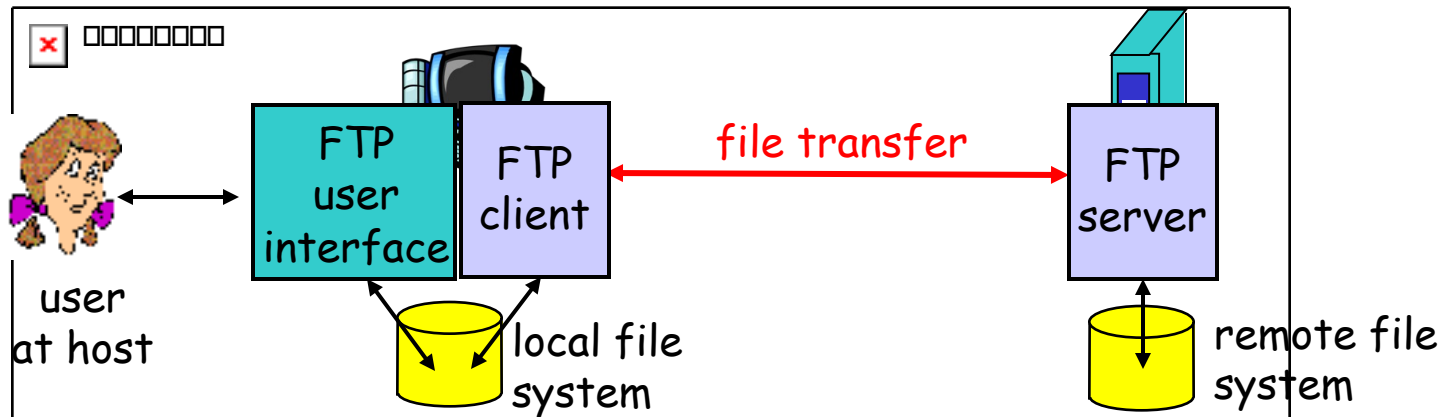 FTP
user
interface
FTP
client
file transfer
FTP
server
user
at host
local file
system
remote file
system